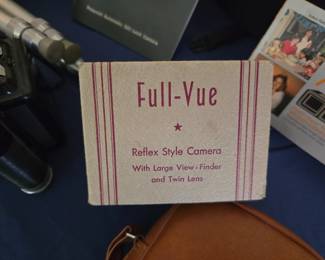 Full-Vue
Reflex Style Camera
With Large View-Finder
and Twin Lens